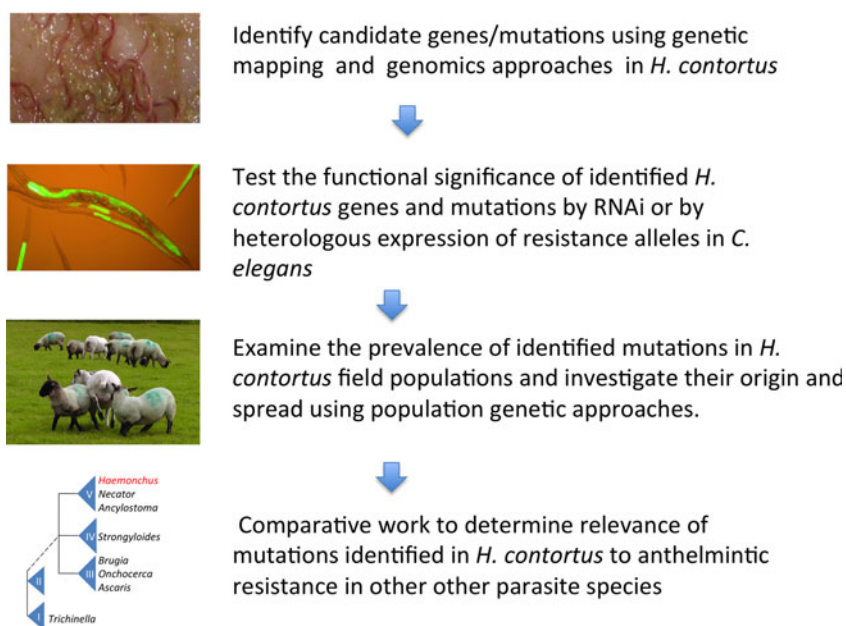 Identify candidate genes/mutations using genetic
mapping and genomics approaches in H. contortus
Test the functional significance of identified H.
contortus genes and mutations by RNAi or by
heterologous expression of resistance alleles in C.
elegans
Examine the prevalence of identified mutations in H.
contortus field populations and investigate their origin and
spread using population genetic approaches.
Haemonchus
V
Necator
Ancylostoma
IV
Strongyloides
Brugia
III
Onchocerca
Ascaris
II
I
Trichinella
Comparative work to determine relevance of
mutations identified in H. contortus to anthelmintic
resistance in other other parasite species